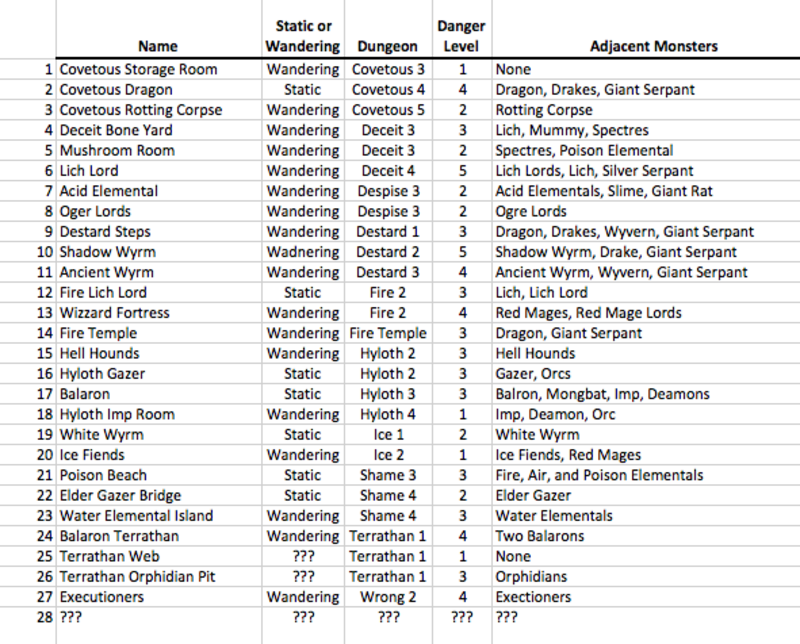 Static or Danger
Name Wandering Dungeon Level Adjacent Monsters
1 Covetous Storage Room Wandering Covetous 3 1 None
2 Covetous Dragon Static Covetous 4 4 Dragon, Drakes, Giant Serpant
3 Covetous Rotting Corpse Wandering Covetous 5 2 Rotting Corpse
4 Deceit Bone Yard Wandering Deceit 3 3 Lich, Mummy, Spectres
5 Mushroom Room Wandering Deceit 3 2 Spectres, Poison Elemental
6 Lich Lord Wandering Deceit 4 5 Lich Lords, Lich, Silver Serpant
7 Acid Elemental Wandering Despise 3 2 Acid Elementals, Slime, Giant Rat
8 Oger Lords Wandering Despise 3 2 Ogre Lords
9 Destard Steps Wandering Destard 1 3 Dragon, Drakes, Wyvern, Giant Serpant
10 Shadow Wyrm Wadnering Destard 2 5 Shadow Wyrm, Drake, Giant Serpant
11 Ancient Wyrm Wandering Destard 3 4 Ancient Wyrm, Wyvern, Giant Serpant
12 Fire Lich Lord Static Fire 2 3 Lich, Lich Lord
13 Wizzard Fortress Wandering Fire 2 4 Red Mages, Red Mage Lords
14 Fire Temple Wandering Fire Temple 3 Dragon, Giant Serpant
15 Hell Hounds Wandering Hyloth 2 3 Hell Hounds
16 Hyloth Gazer Static Hyloth 2 3 Gazer, Orcs
17 Balaron Static Hyloth 3 3 Balron, Mongbat, Imp, Deamons
18 Hyloth Imp Room Wandering Hyloth 4 1 Imp, Deamon, Orc
19 White Wyrm Static Ice 1 2 White Wyrm
20 Ice Fiends Wandering Ice 2 1 Ice Fiends, Red Mages
21 Poison Beach Static Shame 3 3 Fire, Air, and Poison Elementals
22 Elder Gazer Bridge Static Shame 4 2 Elder Gazer
23 Water Elemental Island Wandering Shame 4 3 Water Elementals
24 Balaron Terrathan Wandering Terrathan 1 4 Two Balarons
25 Terrathan Web ??? Terrathan 1 1 None
26 Terrathan Orphidian Pit ??? Terrathan 1 3 Orphidians
27 Executioners Wandering Wrong 2 4 Exectioners
28 ??? ??? ??? ??? ???